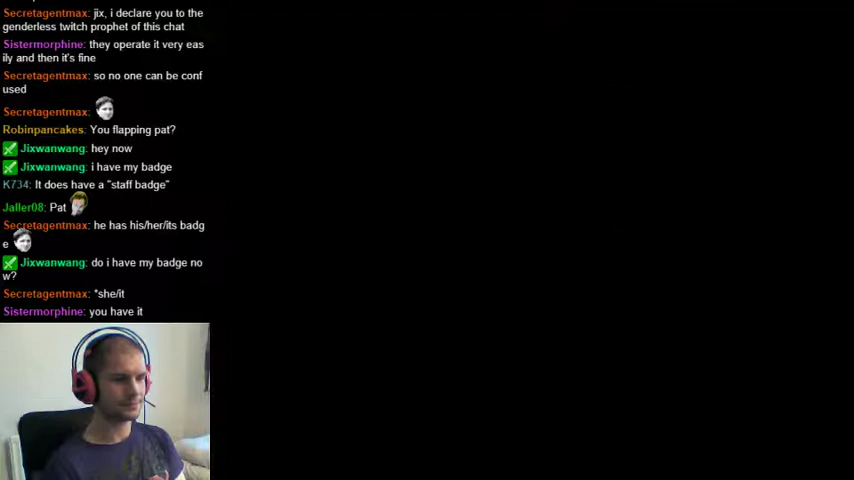 Secretagentmax: jix, i declare you to the
genderless twitch prophet of this chat
Sistermorphine: they operate it very eas
ily and then it's fine
Secretagentmax: so no one can be conf
used
Secretagentmax:
Robinpancakes: You flapping pat?
Jixwanwang: hey now
Jixwanwang: i have my badge
K734: It does have a "staff badge"
Jaller08: Pat
Secretagentmax: he has his/her/its badg
e
Jixwanwang: do i have my badge no
w?
Secretagentmax: *she/it
Sistermorphine: you have it